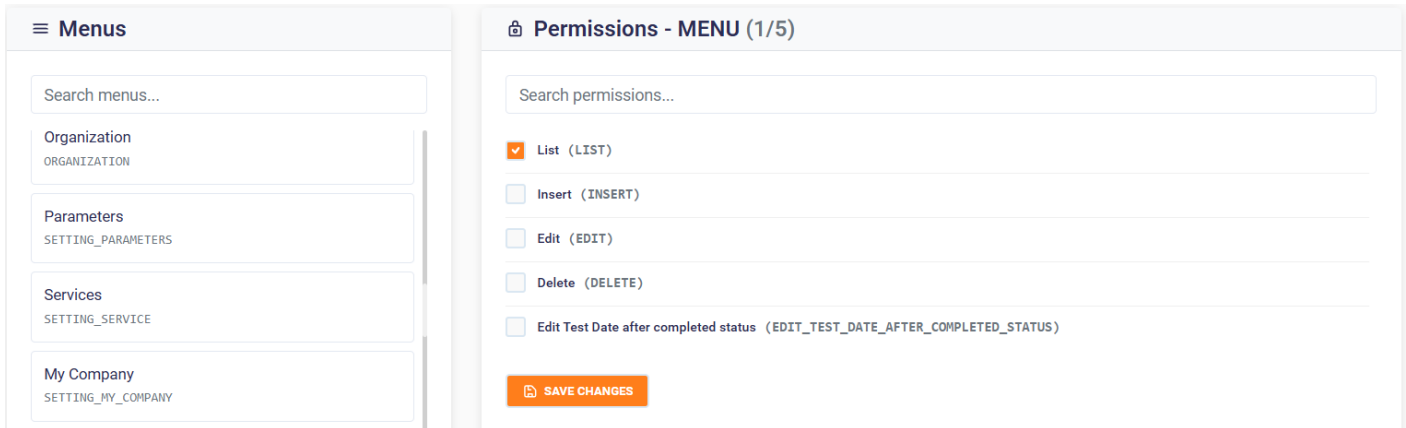 Menus
Search menus...
Organization
ORGANIZATION
Parameters
SETTING_PARAMETERS
Services
SETTING_SERVICE
My Company
SETTING_MY_COMPANY
Permissions - MENU (1/5)
Search permissions...
List (LIST)
Insert (INSERT)
Edit (EDIT)
Delete (DELETE)
Edit Test Date after completed status (EDIT_TEST_DATE_AFTER_COMPLETED_STATUS)
SAVE CHANGES